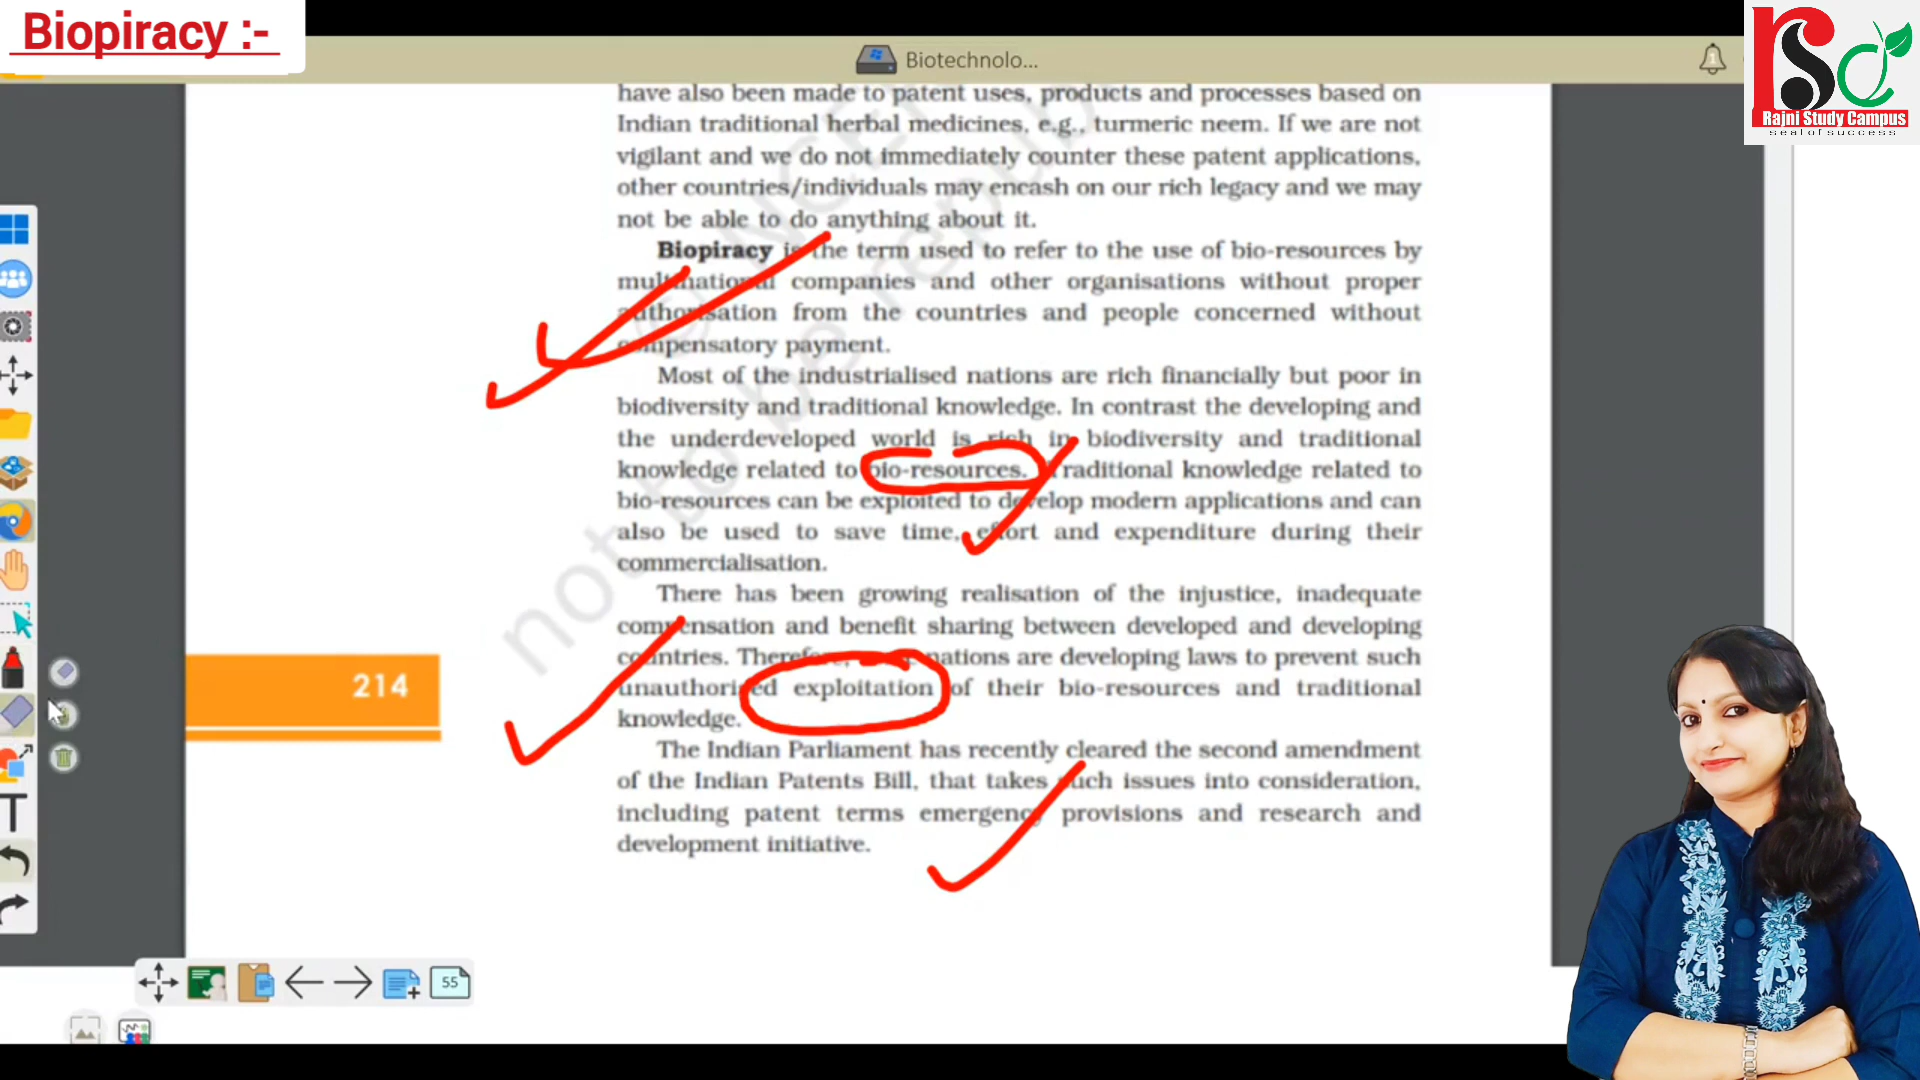 Biopiracy :-
Biotechnolo...
Rajni Study Campus
seal of success
have also been made to patent uses, products and processes based on
Indian traditional herbal medicines, e.g., turmeric neem. If we are not
vigilant and we do not immediately counter these patent applications,
other countries/individuals may encash on our rich legacy and we may
not be able to do anything about it.
Biopiracy is the term used to refer to the use of bio-resources by
multinational companies and other organisations without proper
authorisation from the countries and people concerned without
compensatory payment.
Most of the industrialised nations are rich financially but poor in
biodiversity and traditional knowledge. In contrast the developing and
the underdeveloped world is rich in biodiversity and traditional
knowledge related to bio-resources. Traditional knowledge related to
bio-resources can be exploited to develop modern applications and can
also be used to save time, effort and expenditure during their
commercialisation.
There has been growing realisation of the injustice, inadequate
compensation and benefit sharing between developed and developing
countries. Therefore, nations are developing laws to prevent such
unauthorised exploitation of their bio-resources and traditional
knowledge.
The Indian Parliament has recently cleared the second amendment
of the Indian Patents Bill, that takes such issues into consideration,
including patent terms emergency provisions and research and
development initiative.
214
not to be republ
© NCERT
55